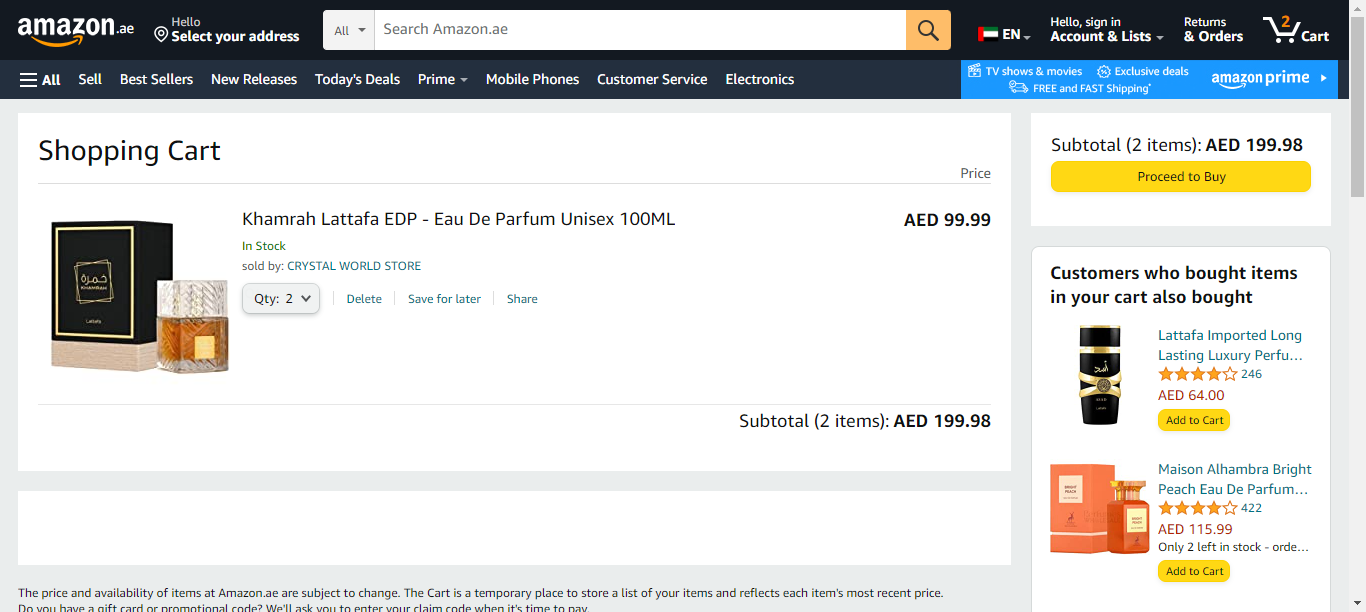 amazon.ae
Hello
Select your address
All
Search Amazon.ae
EN
Hello, sign in
Account & Lists
Returns
& Orders
2
Cart
All
Sell
Best Sellers
New Releases
Today's Deals
Prime
Mobile Phones
Customer Service
Electronics
TV shows & movies
Exclusive deals
FREE and FAST Shipping*
amazon prime
Shopping Cart
Price
خمرة
KHAMRAH
Lattafa
Khamrah Lattafa EDP - Eau De Parfum Unisex 100ML
AED 99.99
In Stock
sold by: CRYSTAL WORLD STORE
Qty: 2
Delete
Save for later
Share
Subtotal (2 items): AED 199.98
The price and availability of items at Amazon.ae are subject to change. The Cart is a temporary place to store a list of your items and reflects each item's most recent price.
Do you have a gift card or promotional code? We'll ask you to enter your claim code when it's time to pay.
Subtotal (2 items): AED 199.98
Proceed to Buy
Customers who bought items
in your cart also bought
Lattafa Imported Long
Lasting Luxury Perfu…
246
AED 64.00
Add to Cart
BRIGHT
PEACH
BRIGHT
PEACH
Maison Alhambra Bright
Peach Eau De Parfum…
422
AED 115.99
Only 2 left in stock - orde…
Add to Cart